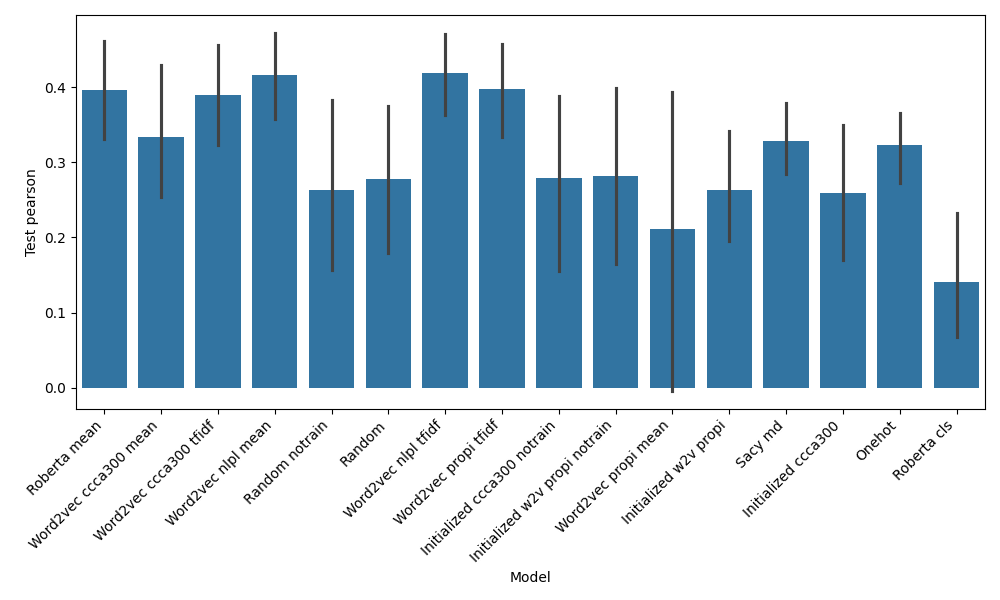 0.4
0.3
0.2
0.1
0.0
Test pearson
Roberta mean
Word2vec ccca300 mean
Word2vec ccca300 tfidf
Word2vec nlpl mean
Random notrain
Random
Word2vec nlpl tfidf
Word2vec propi tfidf
Initialized ccca300 notrain
Initialized w2v propi notrain
Word2vec propi mean
Initialized w2v propi
Sacy md
Initialized ccca300
Onehot
Roberta cls
Model